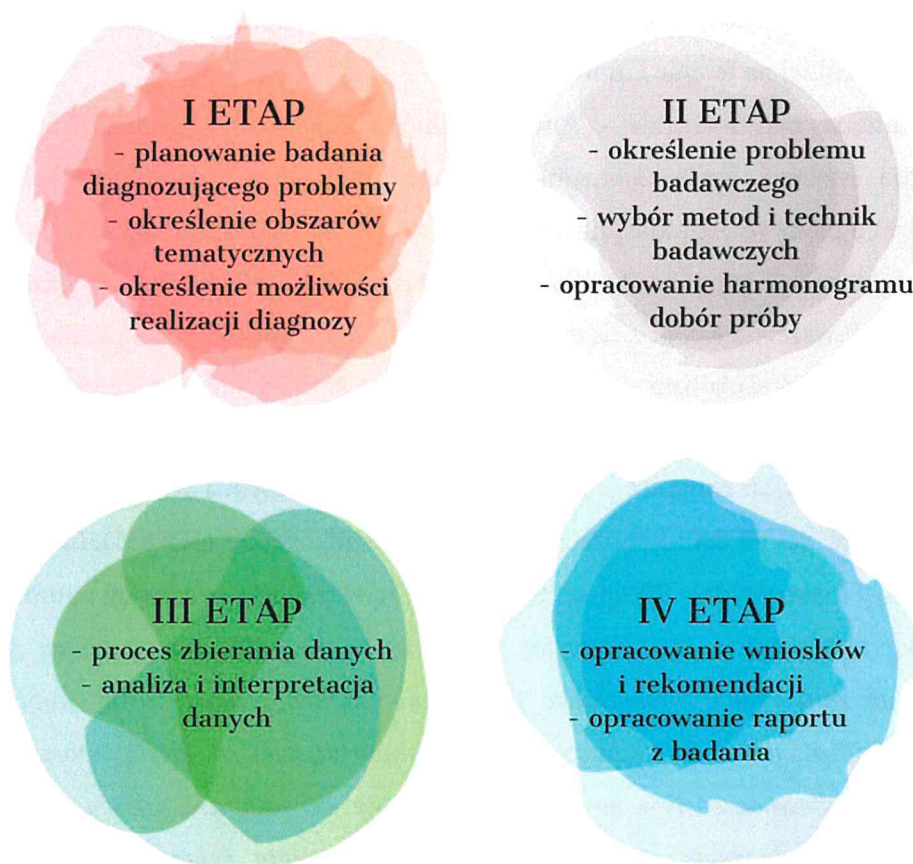 I ETAP
- planowanie badania
diagnozującego problemy
- określenie obszarów
tematycznych
- określenie możliwości
realizacji diagnozy
II ETAP
- określenie problemu
badawczego
- wybór metod i technik
badawczych
- opracowanie harmonogramu
dobór próby
III ETAP
- proces zbierania danych
- analiza i interpretacja
danych
IV ETAP
- opracowanie wniosków
i rekomendacji
- opracowanie raportu
z badania